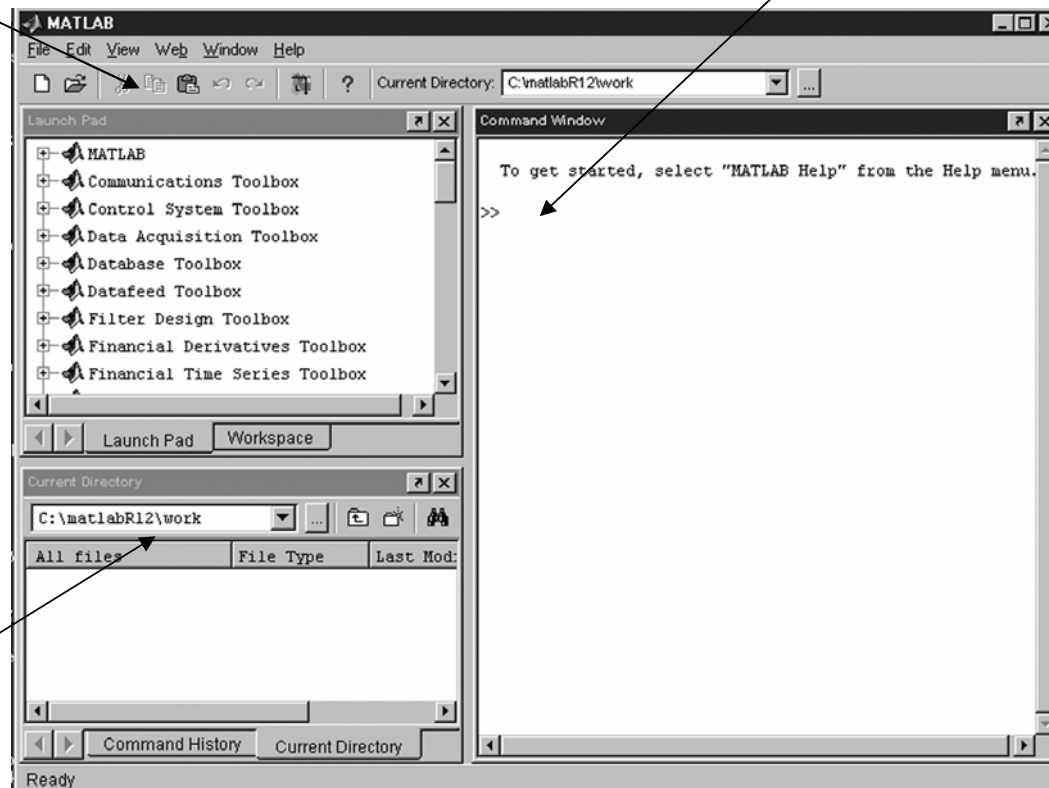 MATLAB
File Edit View Web Window Help
? Current Directory: C:\matlabR12\work ...
Launch Pad
MATLAB
Communications Toolbox
Control System Toolbox
Data Acquisition Toolbox
Database Toolbox
Datafeed Toolbox
Filter Design Toolbox
Financial Derivatives Toolbox
Financial Time Series Toolbox
Launch Pad Workspace
Current Directory
C:\matlabR12\work ...
All files File Type Last Mod
Command History Current Directory
Command Window
To get started, select "MATLAB Help" from the Help menu.
>>
Ready